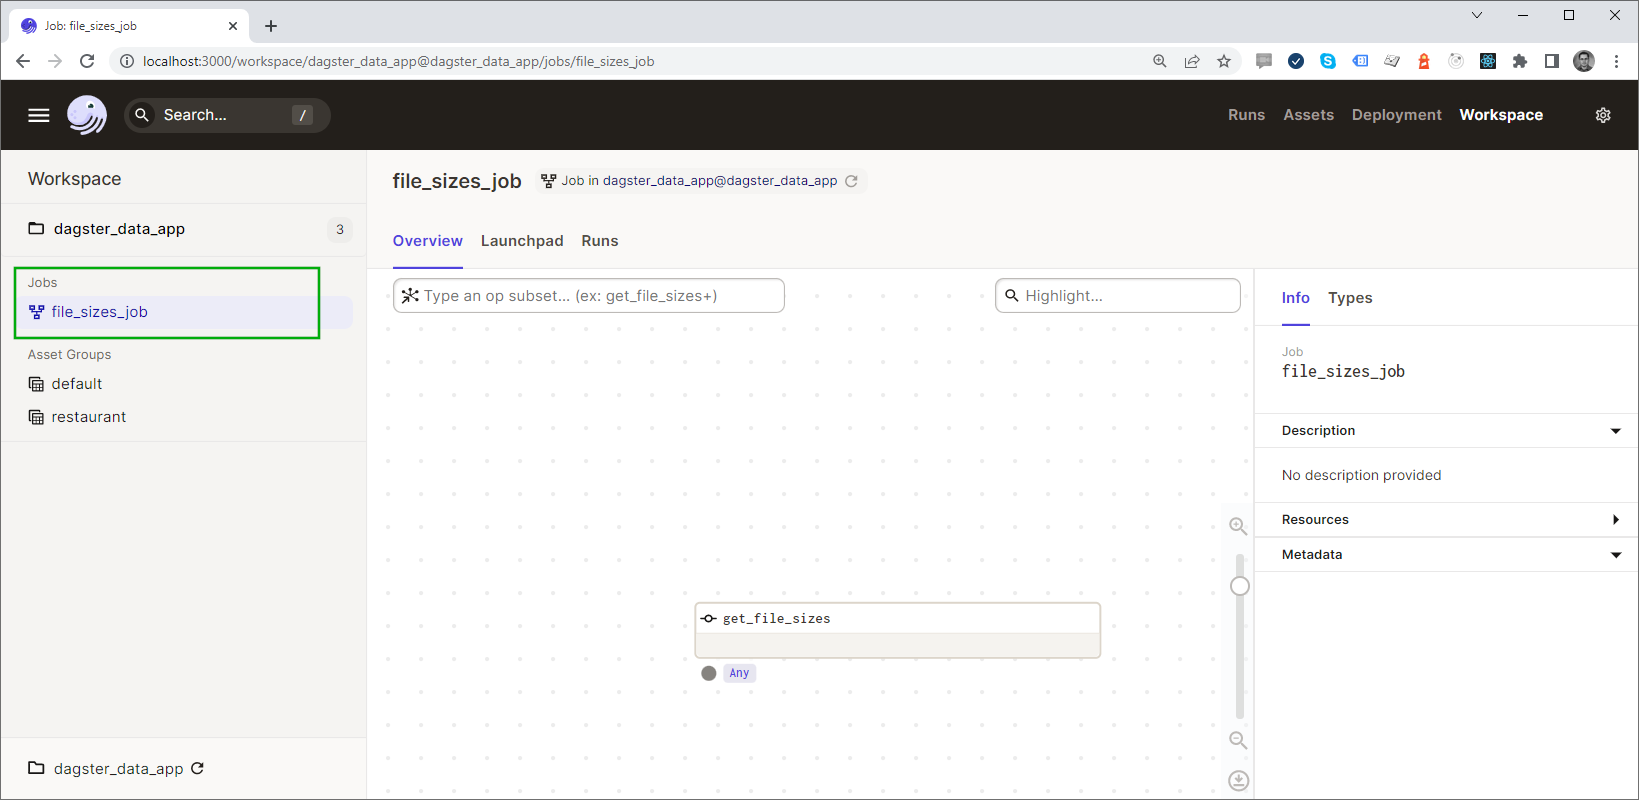 Job: file_sizes_job
localhost:3000/workspace/dagster_data_app@dagster_data_app/jobs/file_sizes_job
Search... /
Runs Assets Deployment Workspace
Workspace
dagster_data_app 3
Jobs
file_sizes_job
Asset Groups
default
restaurant
dagster_data_app
file_sizes_job Job in dagster_data_app@dagster_data_app
Overview Launchpad Runs
Type an op subset... (ex: get_file_sizes+)
Highlight...
get_file_sizes
Any
Info Types
Job
file_sizes_job
Description
No description provided
Resources
Metadata